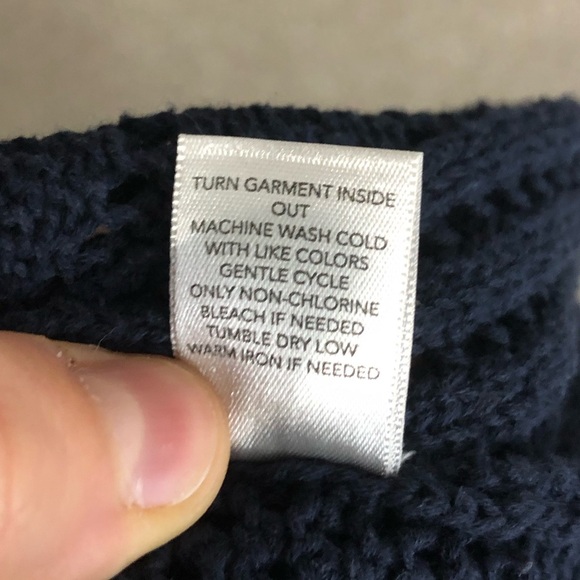 TURN GARMENT INSIDE
OUT
MACHINE WASH COLD
WITH LIKE COLORS
GENTLE CYCLE
ONLY NON-CHLORINE
BLEACH IF NEEDED
TUMBLE DRY LOW
WARM IRON IF NEEDED